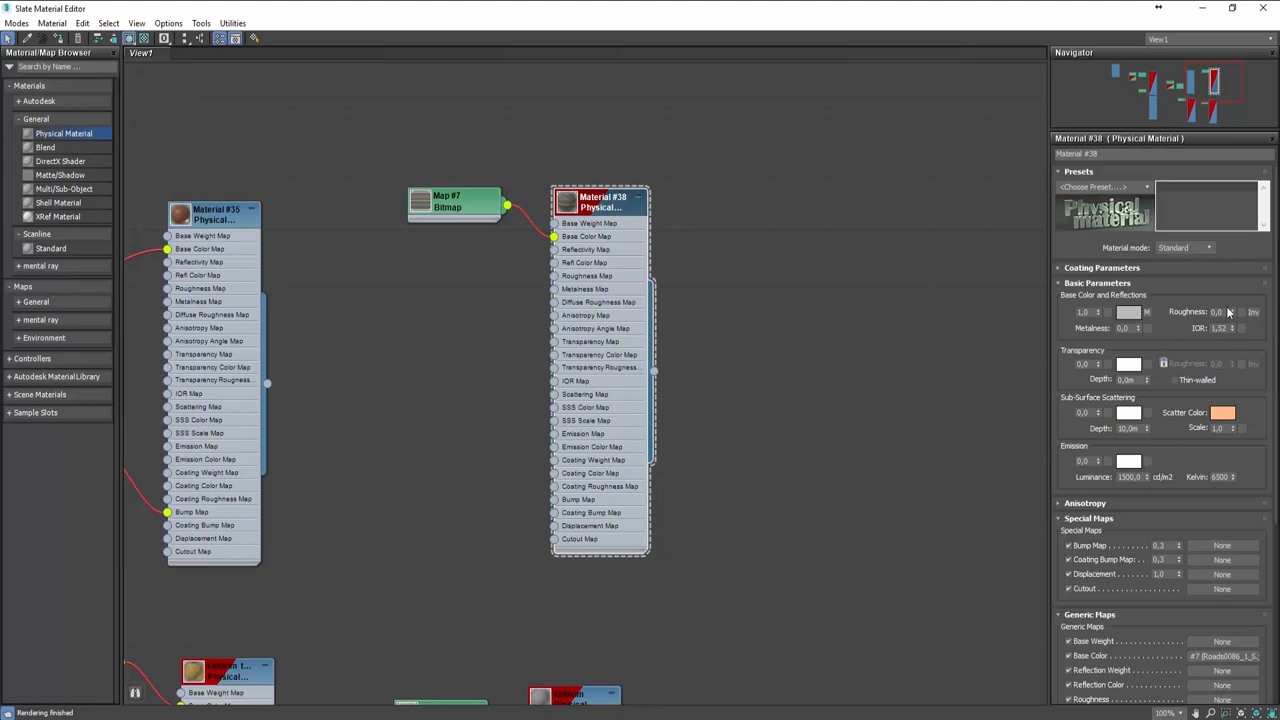 Slate Material Editor
Modes Material Edit Select View Options Tools Utilities
View1
Material/Map Browser
Search by Name ...
- Materials
+ Autodesk
- General
Physical Material
Blend
DirectX Shader
Matte/Shadow
Multi/Sub-Object
Shell Material
XRef Material
- Scanline
Standard
+ mental ray
- Maps
+ General
+ mental ray
+ Environment
+ Controllers
+ Autodesk Material Library
+ Scene Materials
+ Sample Slots
View1
Material #35
Physical...
Base Weight Map
Base Color Map
Reflectivity Map
Refl Color Map
Roughness Map
Metalness Map
Diffuse Roughness Map
Anisotropy Map
Anisotropy Angle Map
Transparency Map
Transparency Color Map
Transparency Rougness...
IOR Map
Scattering Map
SSS Color Map
SSS Scale Map
Emission Map
Emission Color Map
Coating Weight Map
Coating Color Map
Coating Roughness Map
Bump Map
Coating Bump Map
Displacement Map
Cutout Map
Physical...
Base Weight Map
Map #7
Bitmap
Material #38
Physical...
Base Weight Map
Base Color Map
Reflectivity Map
Refl Color Map
Roughness Map
Metalness Map
Diffuse Roughness Map
Anisotropy Map
Anisotropy Angle Map
Transparency Map
Transparency Color Map
Transparency Rougness...
IOR Map
Scattering Map
SSS Color Map
SSS Scale Map
Emission Map
Emission Color Map
Coating Weight Map
Coating Color Map
Coating Roughness Map
Bump Map
Coating Bump Map
Displacement Map
Cutout Map
Navigator
Material #38 ( Physical Material )
Material #38
Presets
<Choose Preset....>
Physical material
Material mode: Standard
Coating Parameters
Basic Parameters
Base Color and Reflections
1,0 M Roughness: 0,0 Inv
Metalness: 0,0 IOR: 1,52
Transparency
0,0 Roughness: 0,0 Inv
Depth: 0,0m Thin-walled
Sub-Surface Scattering
0,0 Scatter Color:
Depth: 10,0m Scale: 1,0
Emission
0,0
Luminance: 1500,0 cd/m2 Kelvin: 6500
Anisotropy
Special Maps
Special Maps
Bump Map . . . . . . . . 0,3 None
Coating Bump Map: . . 0,3 None
Displacement . . . . . . 1,0 None
Cutout . . . . . . . . . . . . . . . . None
Generic Maps
Generic Maps
Base Weight . . . . . . . . . . . . None
Base Color . . . . . . . . . . . . #7 (Roads0086_1_5.
Reflection Weight . . . . . . . . None
Reflection Color . . . . . . . . . None
Roughness . . . . . . . . . . . . . None
Rendering finished
100%